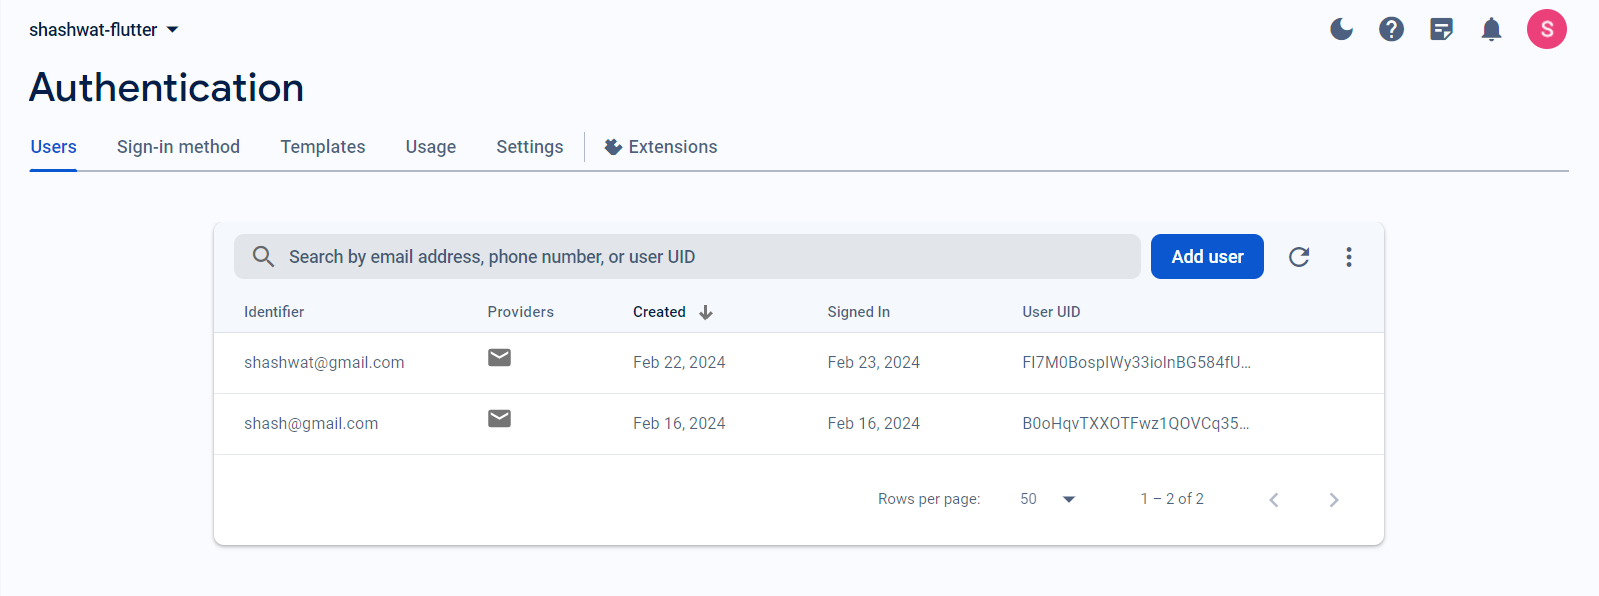 shashwat-flutter
S
Authentication
Users Sign-in method Templates Usage Settings Extensions
Search by email address, phone number, or user UID Add user
Identifier Providers Created Signed In User UID
shashwat@gmail.com Feb 22, 2024 Feb 23, 2024 FI7M0BospIWy33ioInBG584fU...
shash@gmail.com Feb 16, 2024 Feb 16, 2024 B0oHqvTXXOTFwz1QOVCq35...
Rows per page: 50 1 – 2 of 2